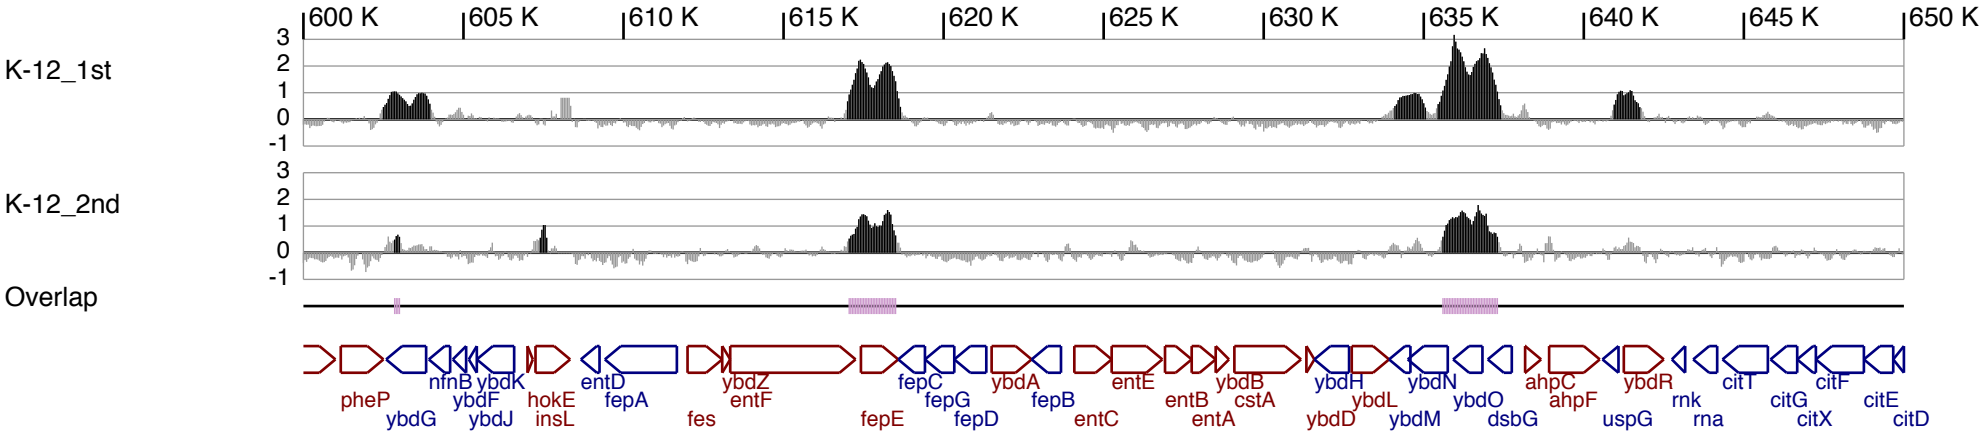 600 K 605 K 610 K 615 K 620 K 625 K 630 K 635 K 640 K 645 K 650 K
3
K-12_1st
2
1
0
-1
3
K-12_2nd
2
1
0
-1
Overlap
nfnB ybdK entD ybdZ fepC ybdA entE ybdB ybdH ybdN ahpC ybdR citT citF
pheP ybdF hokE fepA entF fepG fepB entB cstA ybdL ybdO ahpF rnk citG citE
ybdG ybdJ insL fes fepE fepD entC entA ybdD ybdM dsbG uspG rna citX citD